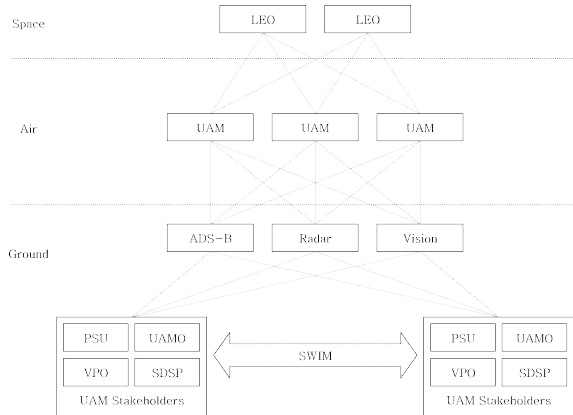 Space
LEO LEO
Air
UAM UAM UAM
Ground
ADS-B Radar Vision
PSU UAMO
VPO SDSP
UAM Stakeholders
SWIM
PSU UAMO
VPO SDSP
UAM Stakeholders